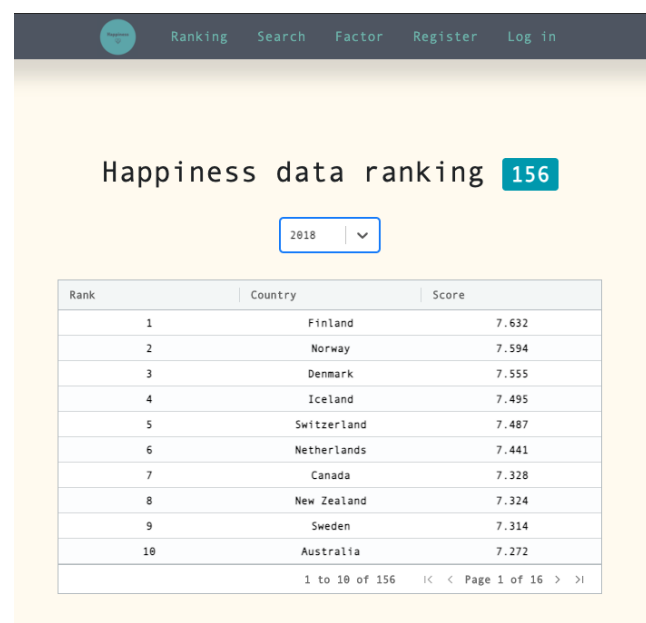 Happiness
Ranking Search Factor Register Log in
Happiness data ranking 156
2018
Rank Country Score
1 Finland 7.632
2 Norway 7.594
3 Denmark 7.555
4 Iceland 7.495
5 Switzerland 7.487
6 Netherlands 7.441
7 Canada 7.328
8 New Zealand 7.324
9 Sweden 7.314
10 Australia 7.272
1 to 10 of 156 Page 1 of 16